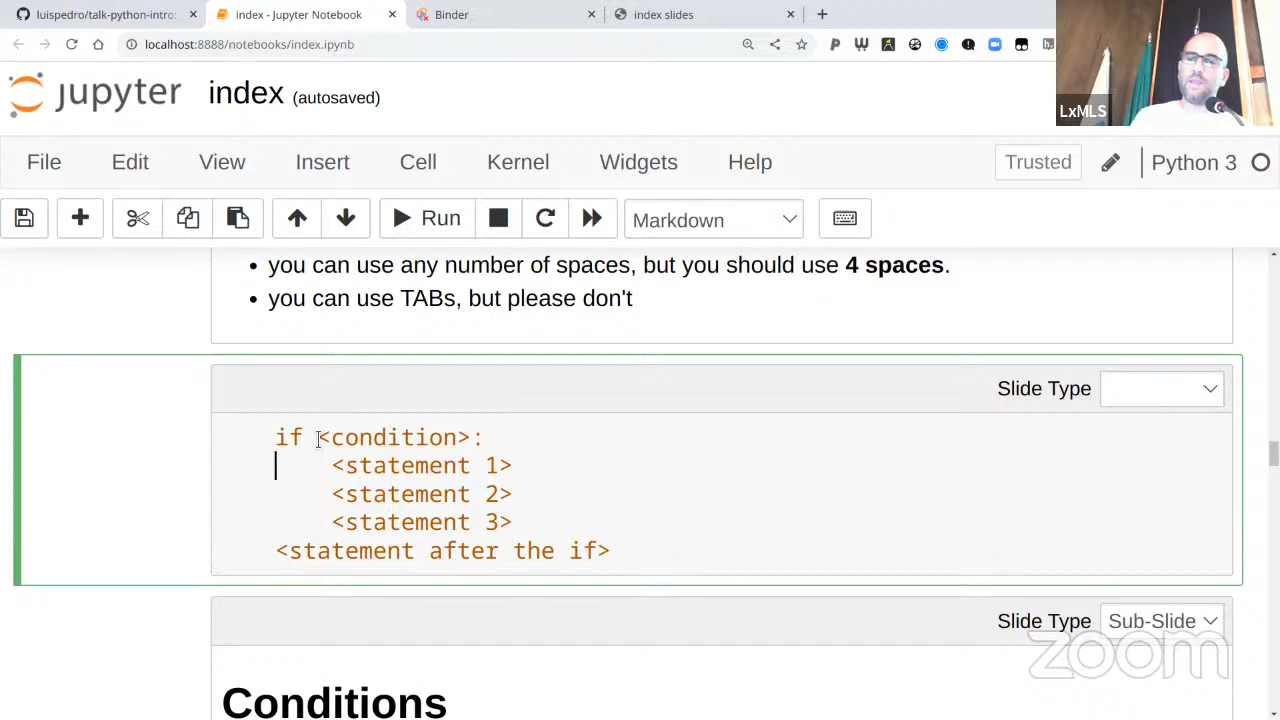 luispedro/talk-python-intro:
index - Jupyter Notebook
Binder
index slides
localhost:8888/notebooks/index.ipynb
LxMLS
jupyter index (autosaved)
File Edit View Insert Cell Kernel Widgets Help
Trusted
Python 3
Run
Markdown
• you can use any number of spaces, but you should use 4 spaces.
• you can use TABs, but please don't
Slide Type
if <condition>:
<statement 1>
<statement 2>
<statement 3>
<statement after the if>
Slide Type Sub-Slide
zoom
Conditions